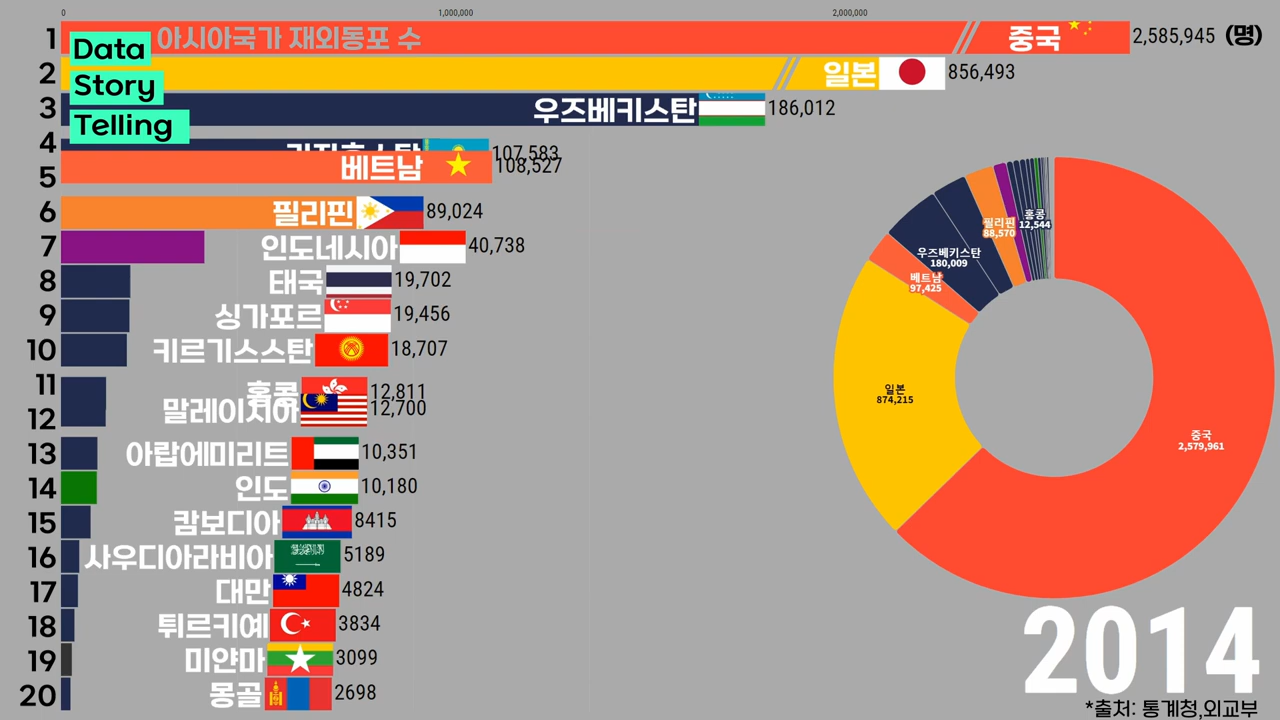 0 1,000,000 2,000,000
아시아국가 재외동포 수
Data
Story
Telling
1 중국 2,585,945 (명)
2 일본 856,493
3 우즈베키스탄 186,012
4 107,583
5 베트남 108,527
6 필리핀 89,024
7 인도네시아 40,738
8 태국 19,702
9 싱가포르 19,456
10 키르기스스탄 18,707
11 홍콩 12,811
12 말레이지아 12,700
13 아랍에미리트 10,351
14 인도 10,180
15 캄보디아 8415
16 사우디아라비아 5189
17 대만 4824
18 튀르키예 3834
19 미얀마 3099
20 몽골 2698
홍콩
12,544
필리핀
88,570
우즈베키스탄
180,009
베트남
97,425
일본
874,215
중국
2,579,961
2014
*출처: 통계청,외교부